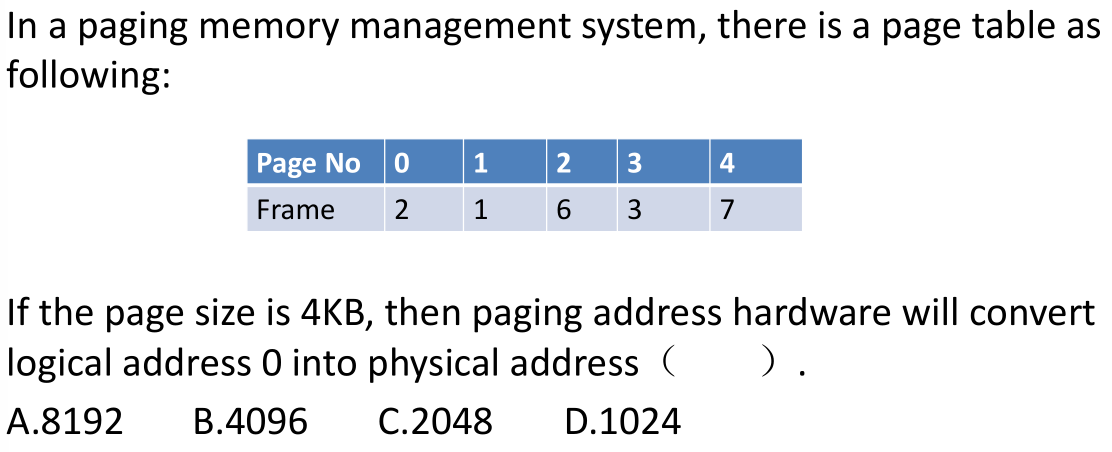 In a paging memory management system, there is a page table as
following:
Page No 0 1 2 3 4
Frame 2 1 6 3 7
If the page size is 4KB, then paging address hardware will convert
logical address 0 into physical address（　　）.
A.8192 B.4096 C.2048 D.1024